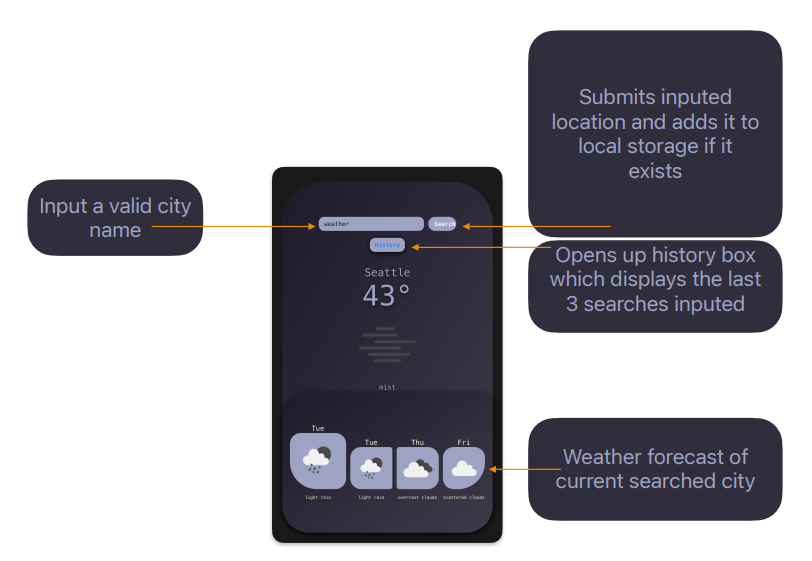 Submits inputed
location and adds it to
local storage if it
exists
Input a valid city
name
weather
Search
History
Opens up history box
which displays the last
3 searches inputed
Seattle
43°
mist
Tue
Tue
Thu
Fri
light rain
light rain
overcast clouds
scattered clouds
Weather forecast of
current searched city